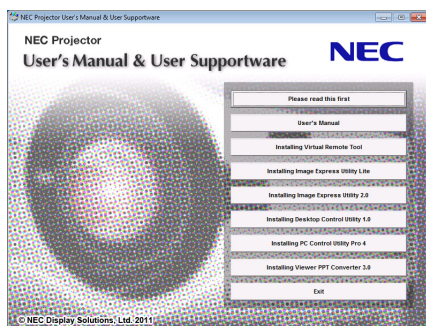 NEC Projector User's Manual & User Supportware
NEC Projector
NEC
User's Manual & User Supportware
Please read this first
User's Manual
Installing Virtual Remote Tool
Installing Image Express Utility Lite
Installing Image Express Utility 2.0
Installing Desktop Control Utility 1.0
Installing PC Control Utility Pro 4
Installing Viewer PPT Converter 3.0
Exit
© NEC Display Solutions, Ltd. 2011